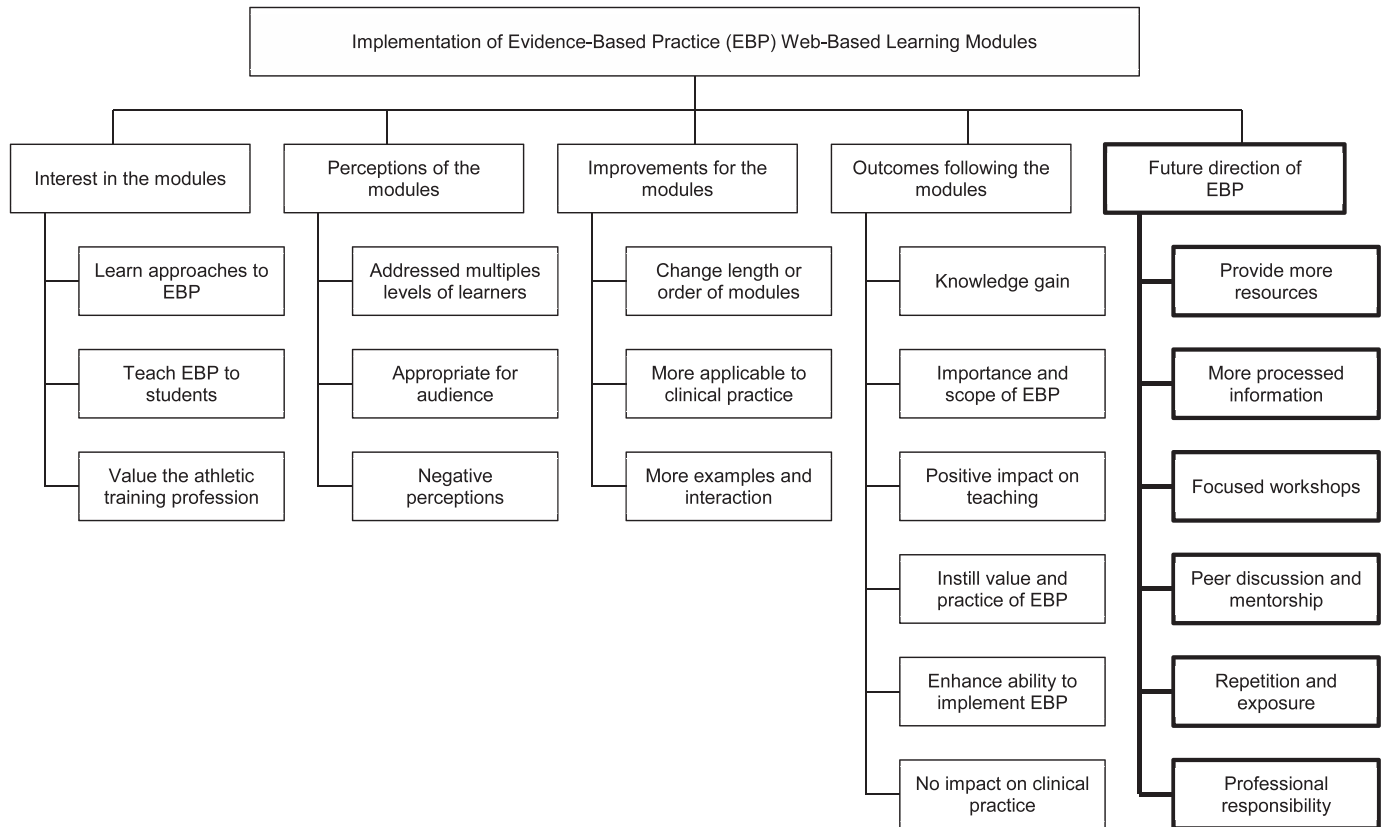 Implementation of Evidence-Based Practice (EBP) Web-Based Learning Modules
Interest in the modules
Learn approaches to
EBP
Teach EBP to
students
Value the athletic
training profession
Perceptions of the
modules
Addressed multiples
levels of learners
Appropriate for
audience
Negative
perceptions
Improvements for the
modules
Change length or
order of modules
More applicable to
clinical practice
More examples and
interaction
Outcomes following the
modules
Knowledge gain
Importance and
scope of EBP
Positive impact on
teaching
Instill value and
practice of EBP
Enhance ability to
implement EBP
No impact on clinical
practice
Future direction of
EBP
Provide more
resources
More processed
information
Focused workshops
Peer discussion and
mentorship
Repetition and
exposure
Professional
responsibility